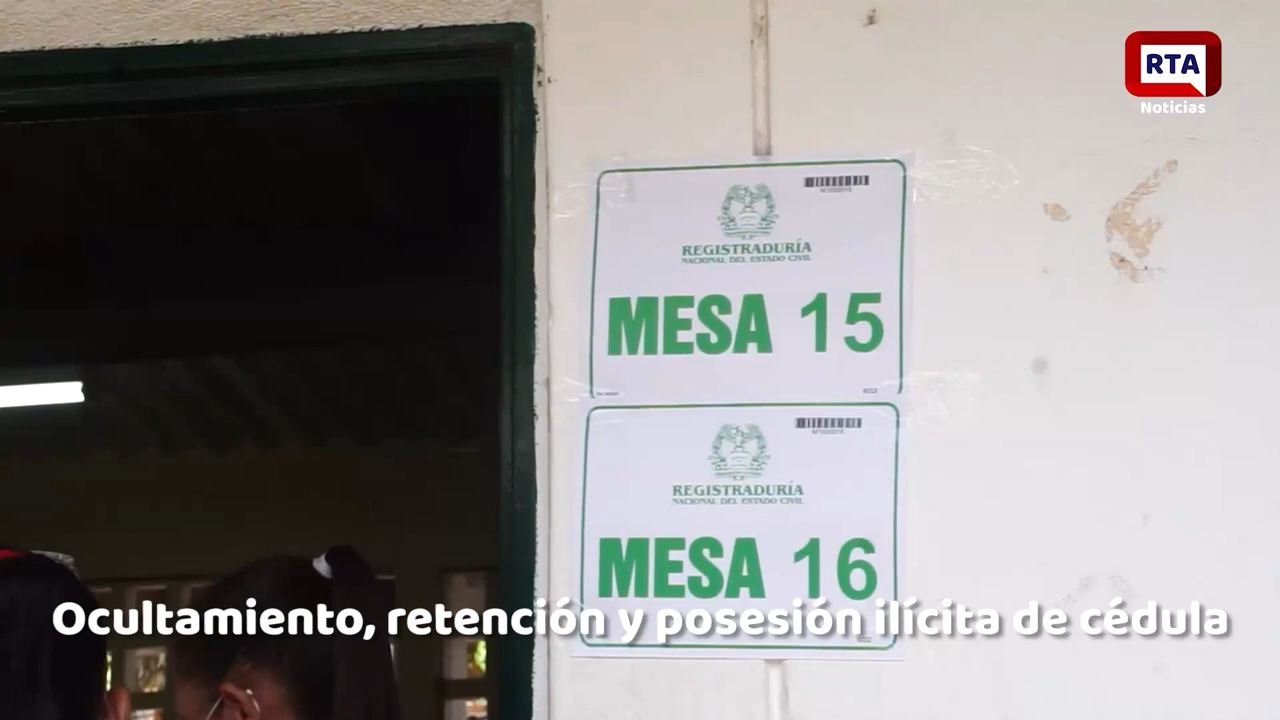 RTA
Noticias
REGISTRADURÍA
NACIONAL DEL ESTADO CIVIL
MESA 15
REGISTRADURÍA
NACIONAL DEL ESTADO CIVIL
MESA 16
Ocultamiento, retención y posesión ilícita de cédula